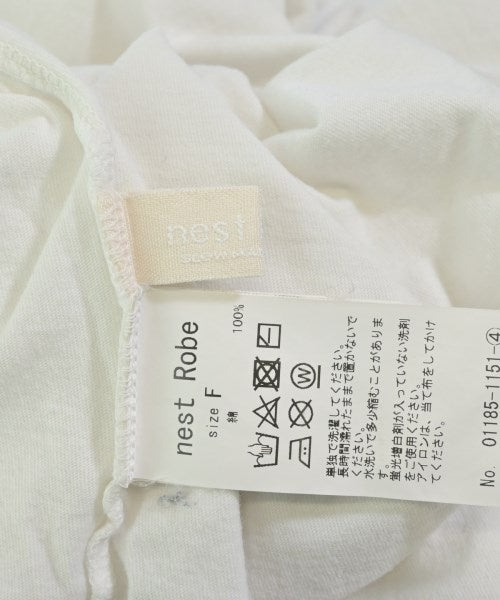 nest
nest Robe
size F
綿 100%
単独で洗濯してください。
長時間濡れたままで置かないで
ください。
水洗いで多少縮むことがありま
す。
蛍光増白剤が入っていない洗剤
をご使用ください。
アイロンは、当て布をしてかけ
てください。
No. 01185-1151-④